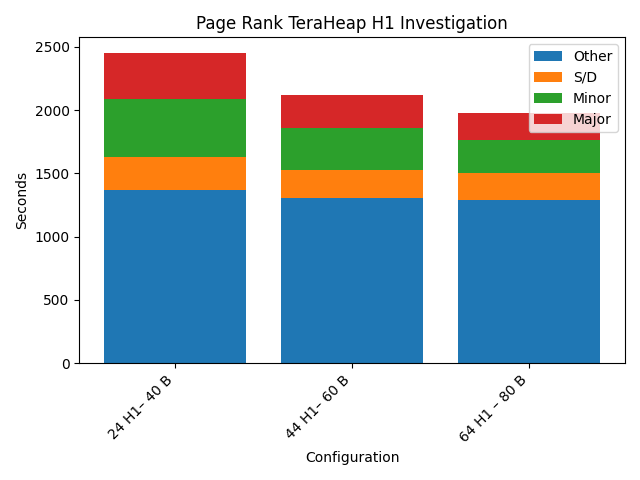 Page Rank TeraHeap H1 Investigation
Other
S/D
Minor
Major
2500
2000
1500
1000
500
0
Seconds
24 H1– 40 B
44 H1– 60 B
64 H1 – 80 B
Configuration